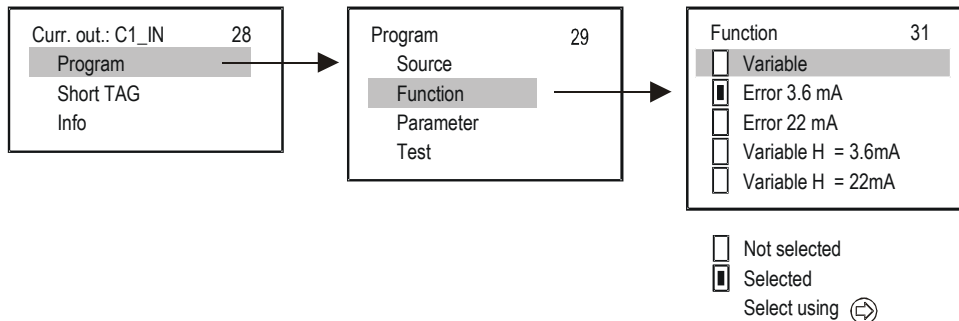 Curr. out.: C1_IN 28
Program
Short TAG
Info
Program 29
Source
Function
Parameter
Test
Function 31
Variable
Error 3.6 mA
Error 22 mA
Variable H = 3.6mA
Variable H = 22mA
Not selected
Selected
Select using